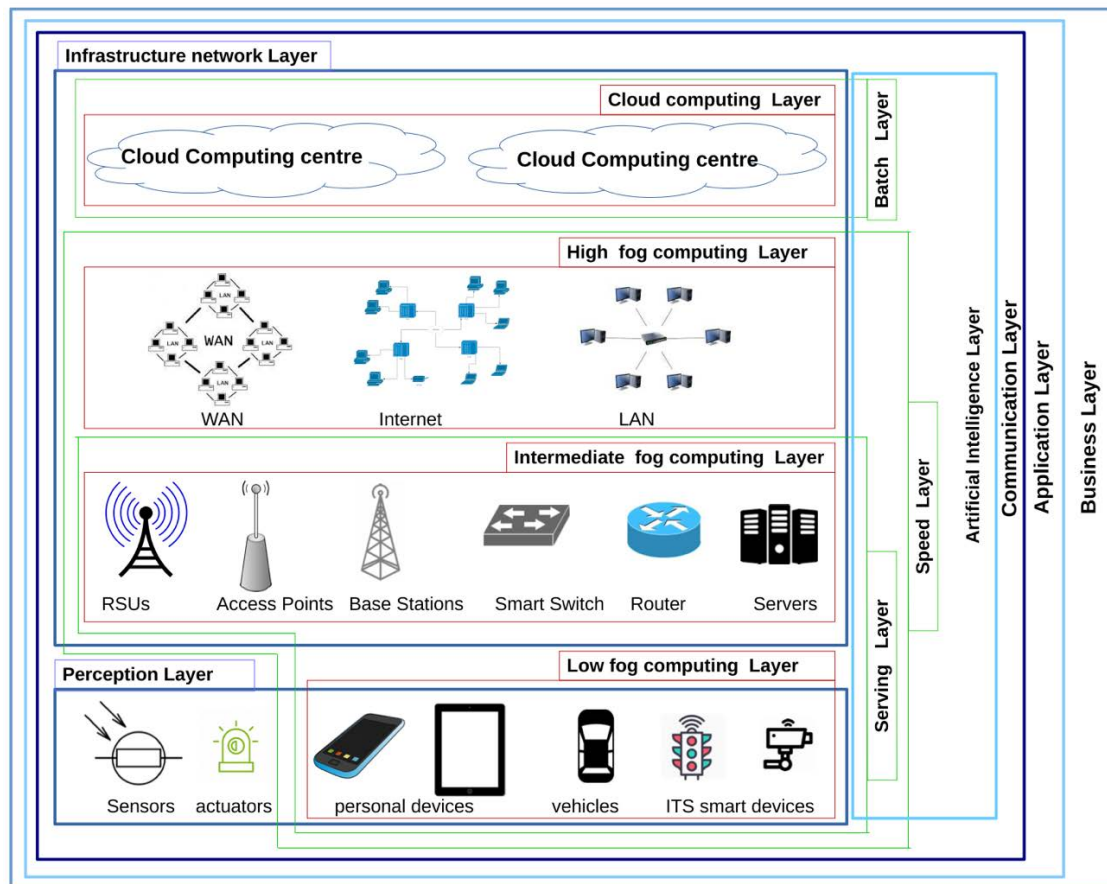 Infrastructure network Layer
Cloud computing Layer
Cloud Computing centre
Cloud Computing centre
Batch Layer
High fog computing Layer
LAN
LAN
WAN
LAN
LAN
WAN
Internet
LAN
Intermediate fog computing Layer
RSUs
Access Points
Base Stations
Smart Switch
Router
Servers
Perception Layer
Low fog computing Layer
Sensors
actuators
personal devices
vehicles
ITS smart devices
Serving Layer
Speed Layer
Artificial Intelligence Layer
Communication Layer
Application Layer
Business Layer